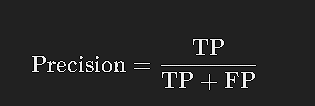 Precision = TP / (TP + FP)